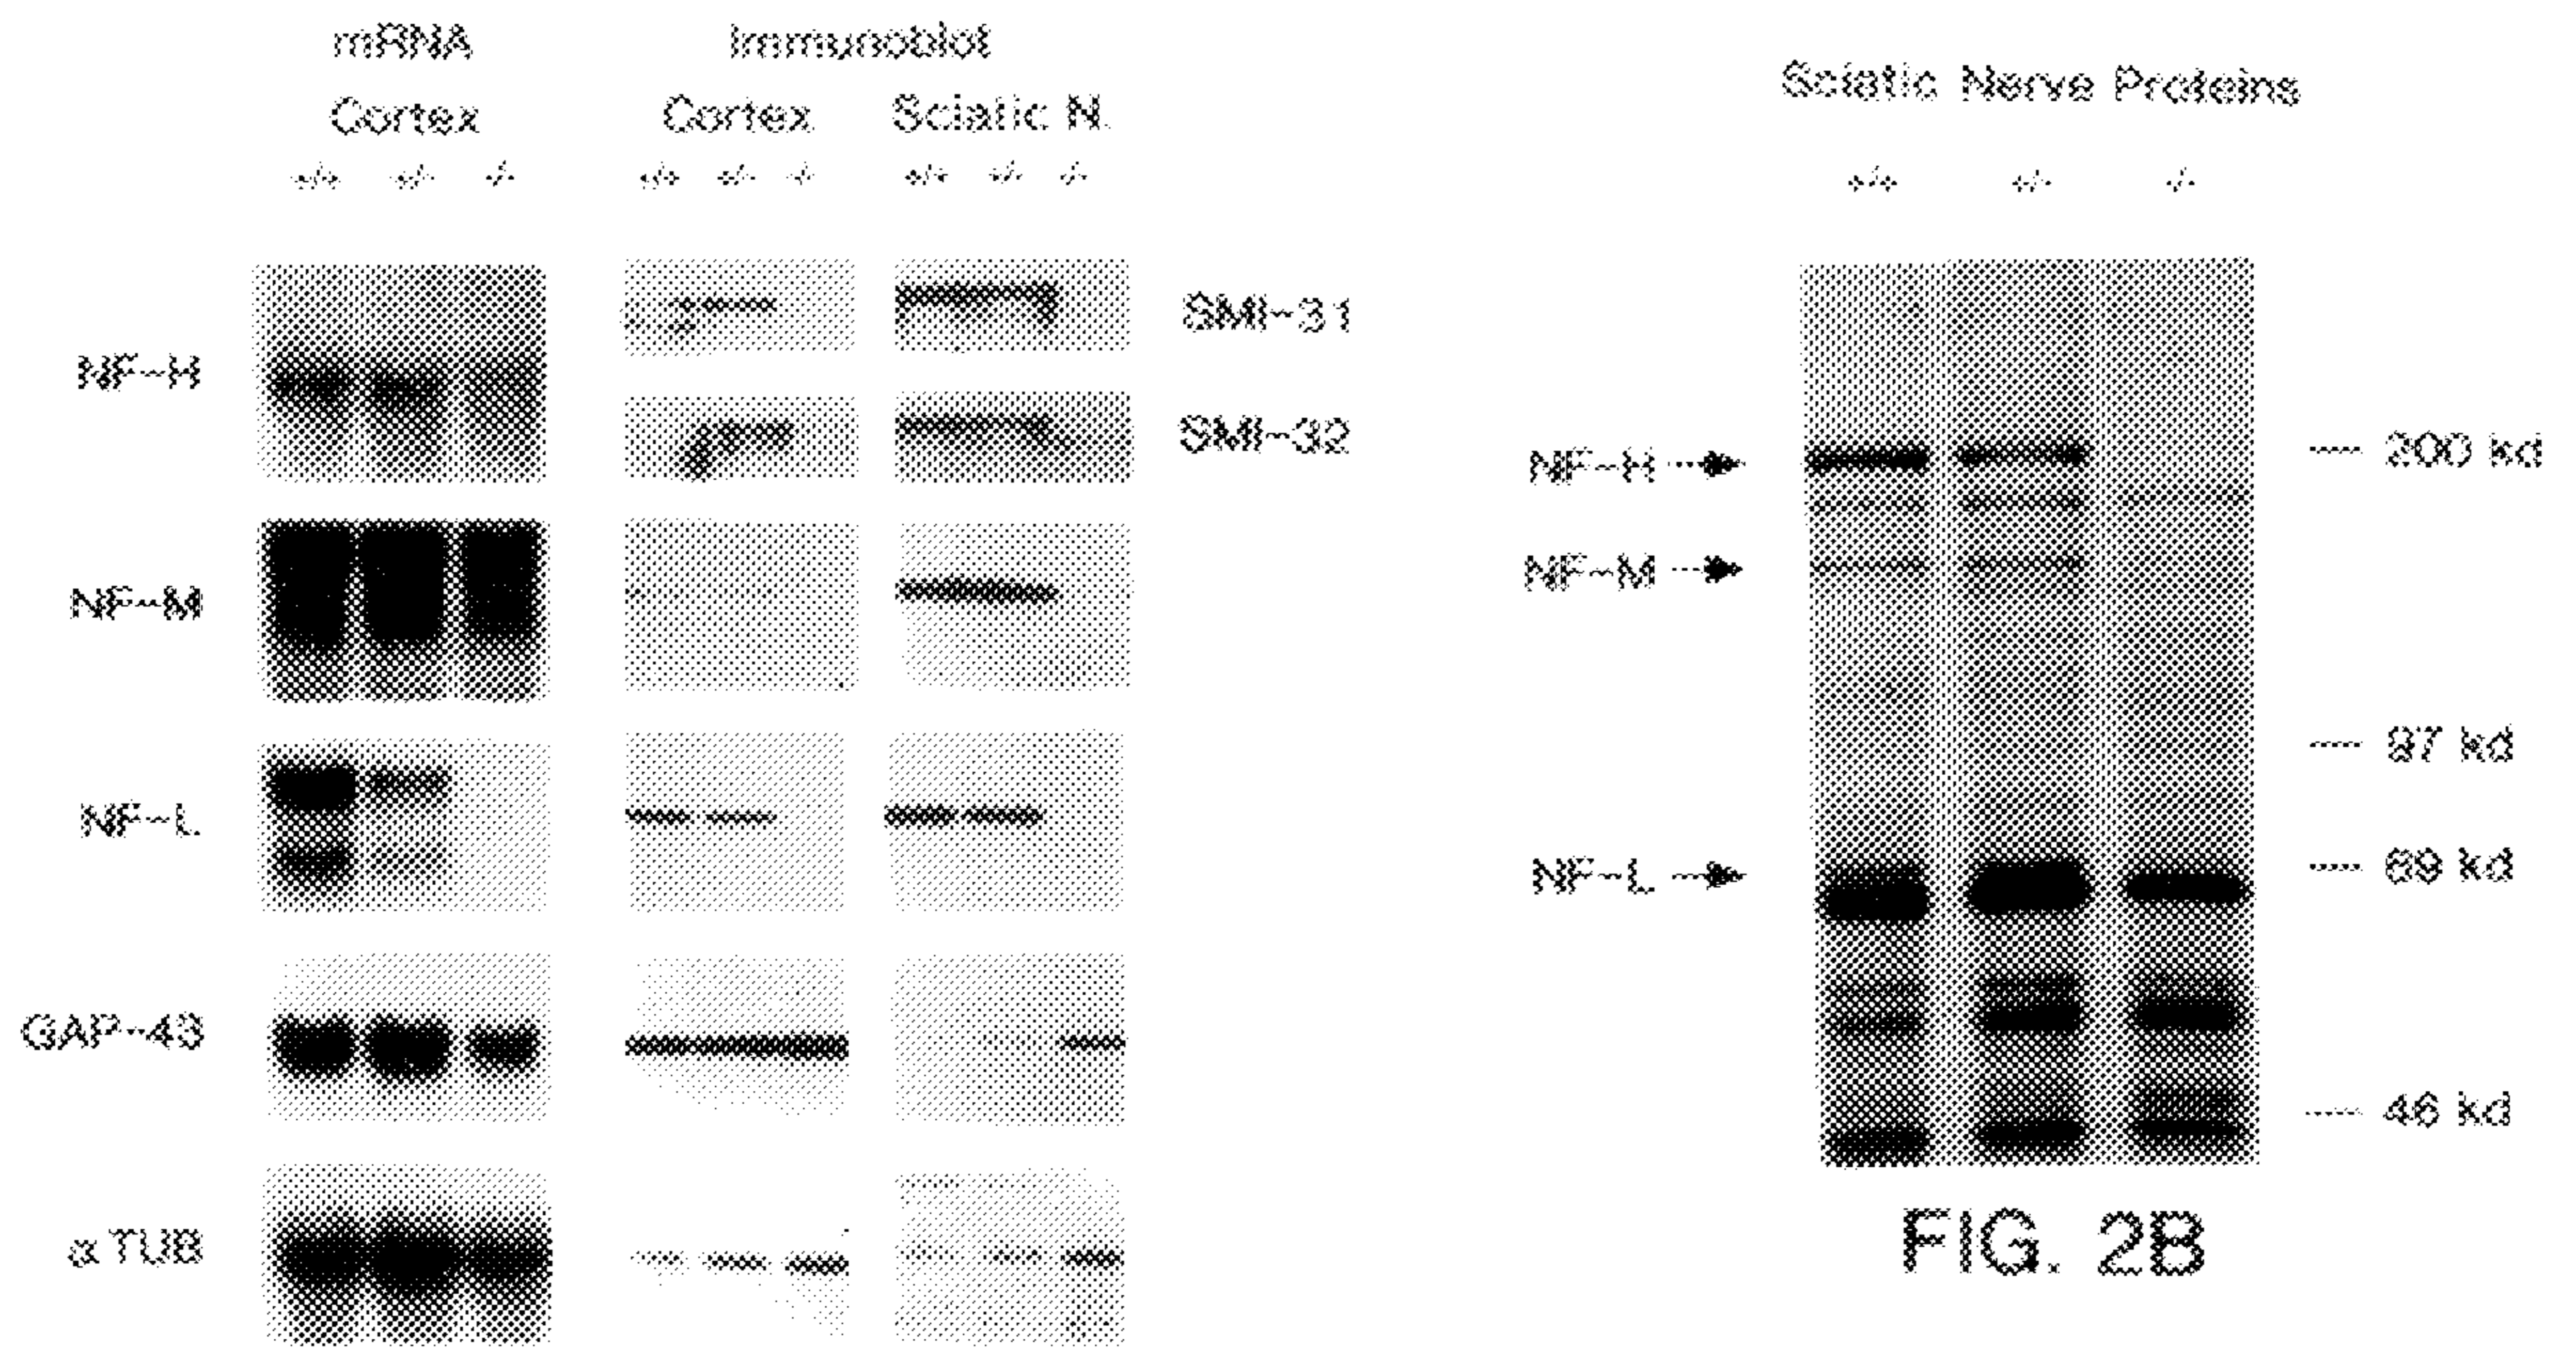 mRNA
Immunoblot
Cortex
Cortex
Sciatic N.
+/+ +/- -/-
+/+ +/- -/-
+/+ +/- -/-
NF-H
SMI-31
SMI-32
NF-M
NF-L
GAP-43
α TUB
Sciatic Nerve Proteins
+/+ +/- -/-
NF-H
NF-M
NF-L
200 kd
97 kd
69 kd
46 kd
FIG. 2B